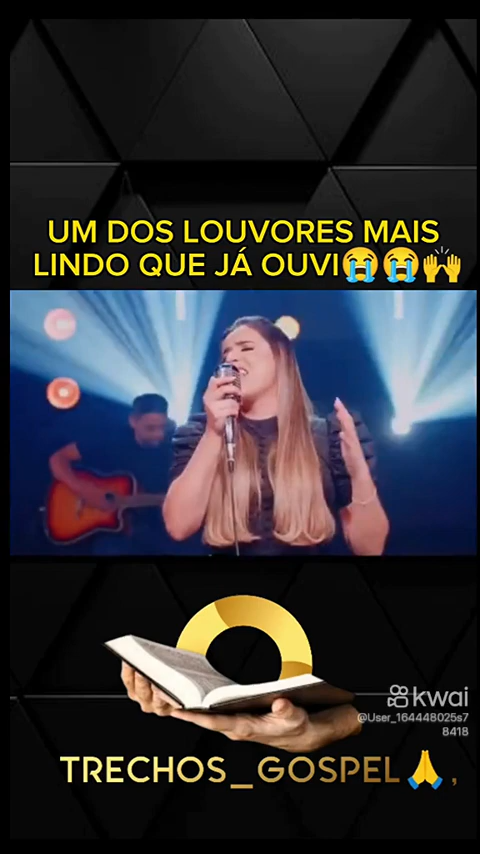 UM DOS LOUVORES MAIS
LINDO QUE JÁ OUVI😭😭🙌
kwai
@User_164448025s7
8418
TRECHOS_GOSPEL🙏,